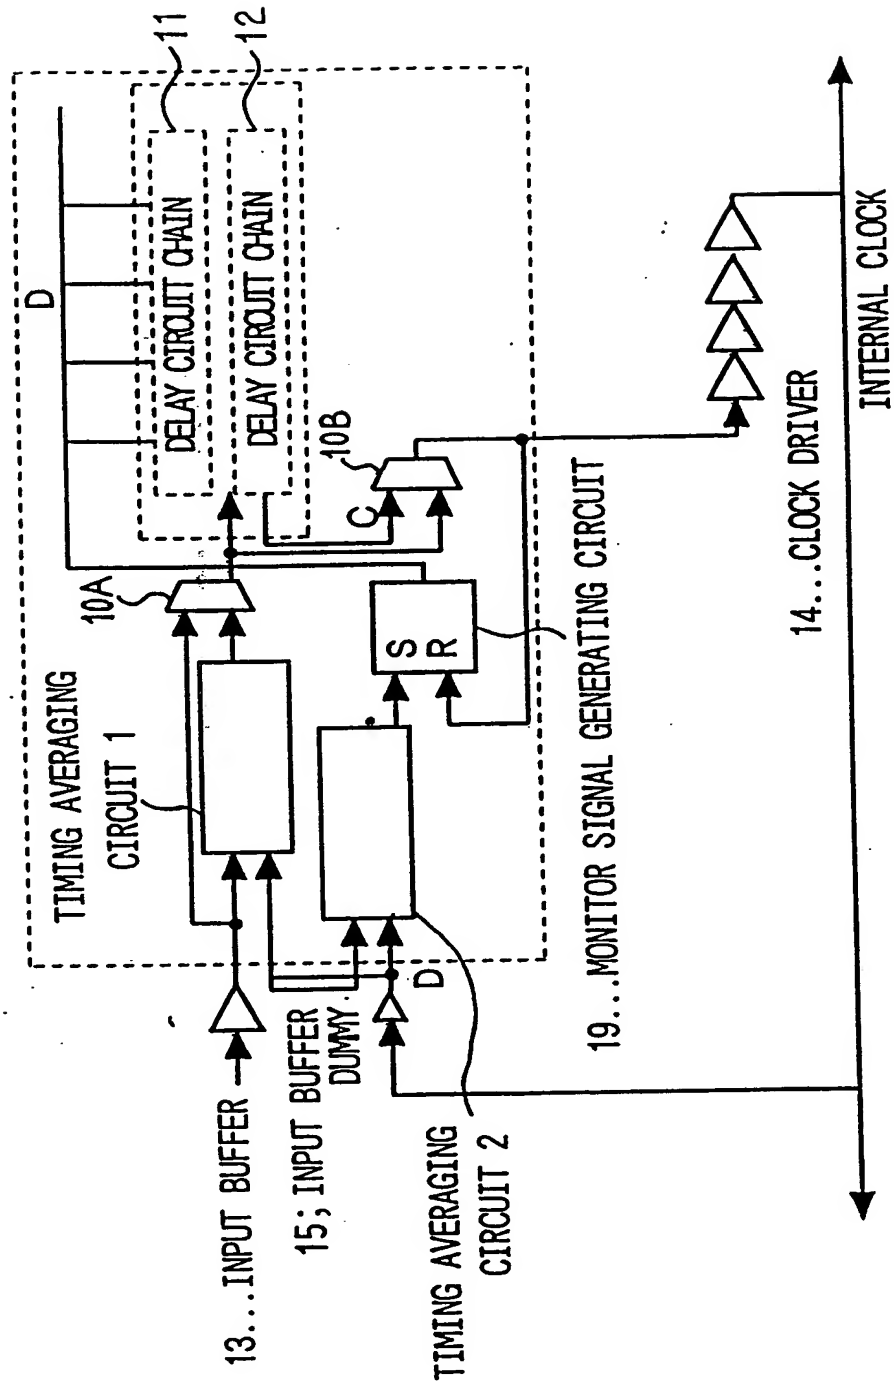 11
12
D
DELAY CIRCUIT CHAIN
DELAY CIRCUIT CHAIN
10A
10B
C
TIMING AVERAGING
CIRCUIT 1
S
R
13...INPUT BUFFER
15; INPUT BUFFER
DUMMY
D
TIMING AVERAGING
CIRCUIT 2
19...MONITOR SIGNAL GENERATING CIRCUIT
14...CLOCK DRIVER
INTERNAL CLOCK